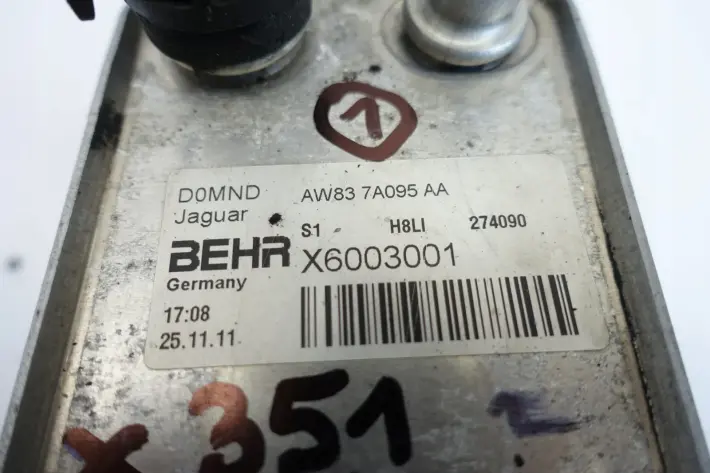 1
D0MND AW83 7A095 AA
Jaguar S1 H8LI 274090
BEHR X6003001
Germany
17:08
25.11.11
x351